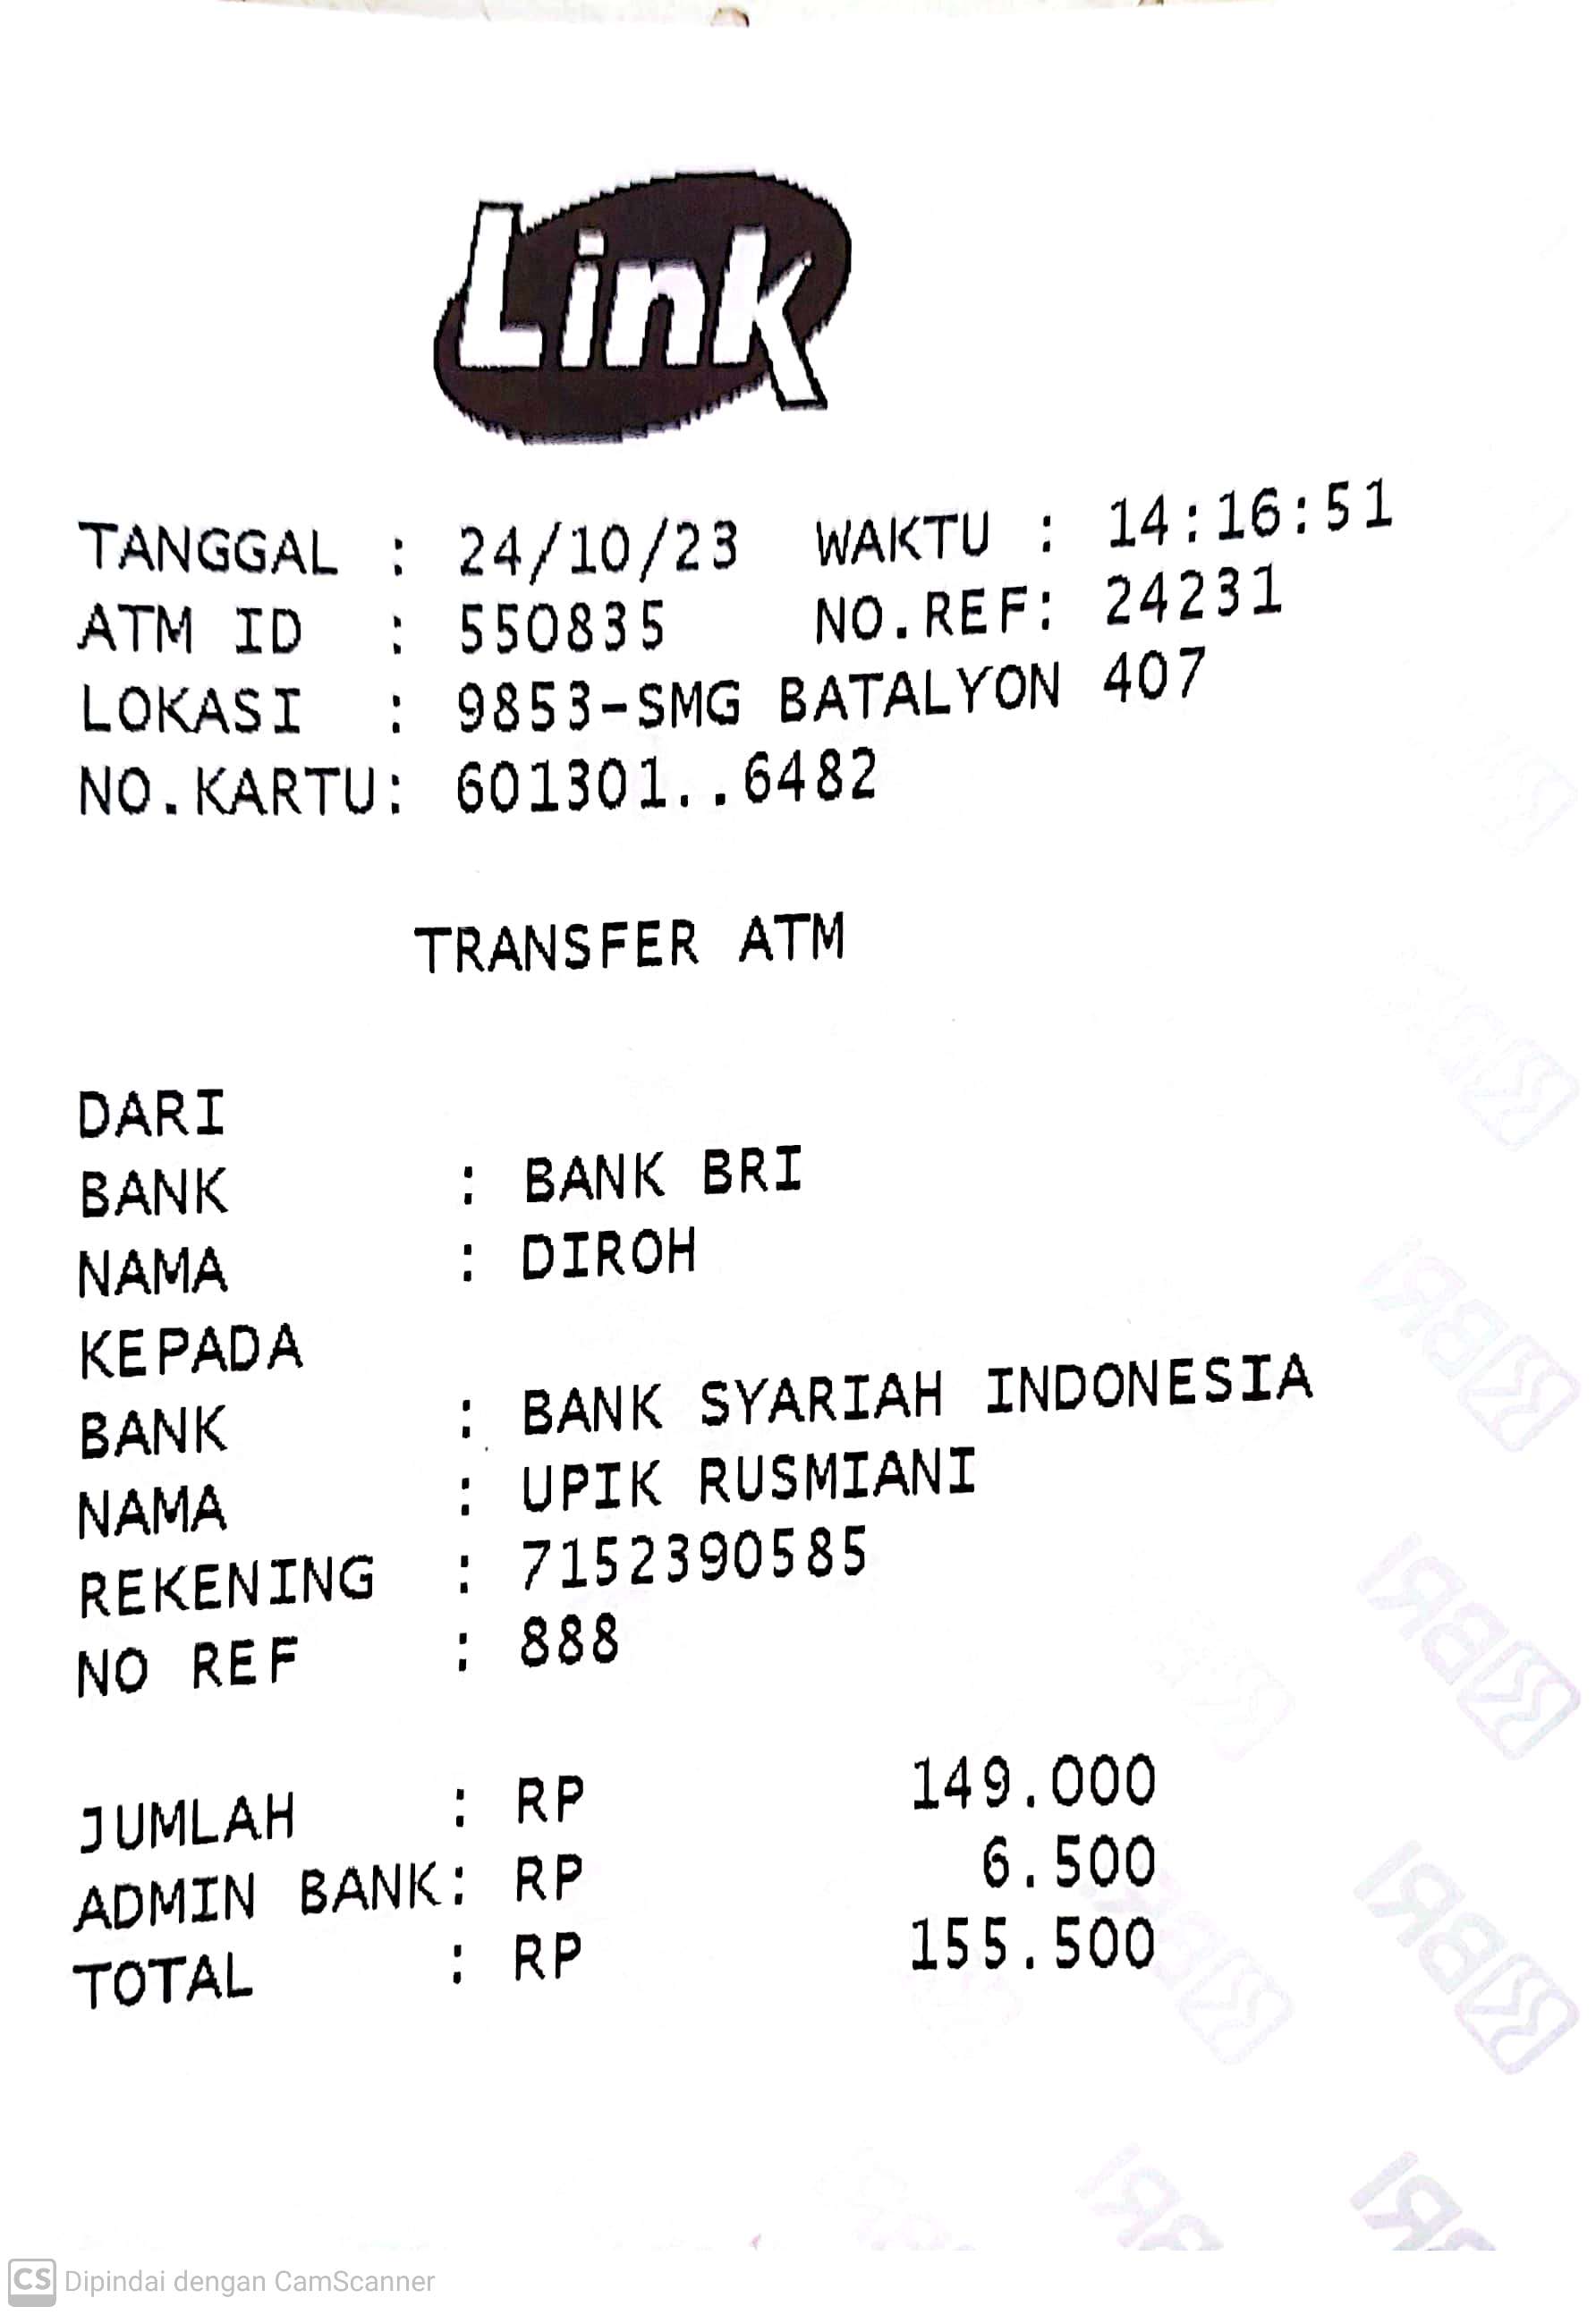 Link
TANGGAL : 24/10/23 WAKTU : 14:16:51
ATM ID : 550835 NO.REF: 24231
LOKASI : 9853-SMG BATALYON 407
NO.KARTU: 601301..6482
TRANSFER ATM
DARI
BANK : BANK BRI
NAMA : DIROH
KEPADA
BANK : BANK SYARIAH INDONESIA
NAMA : UPIK RUSMIANI
REKENING : 7152390585
NO REF : 888
JUMLAH : RP 149.000
ADMIN BANK: RP 6.500
TOTAL : RP 155.500
BRI
BRI
BRI
CS Dipindai dengan CamScanner